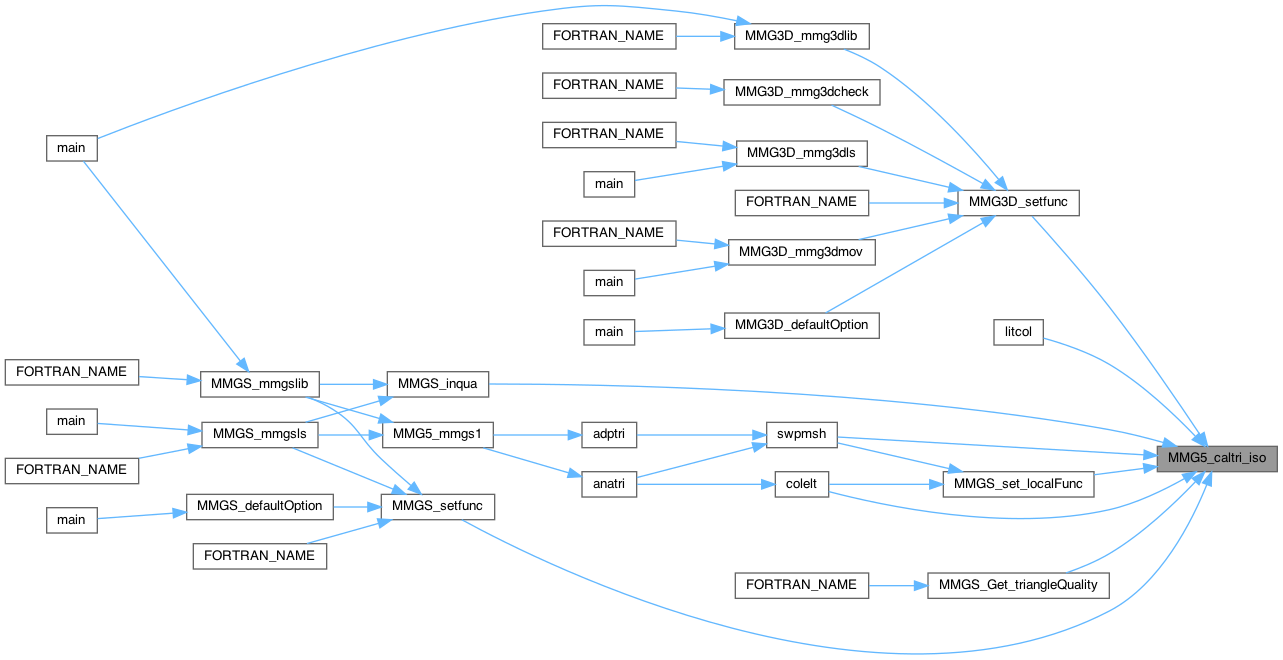 FORTRAN_NAME
MMG3D_mmg3dlib
FORTRAN_NAME
MMG3D_mmg3dcheck
FORTRAN_NAME
main
MMG3D_mmg3dls
main
FORTRAN_NAME
MMG3D_setfunc
FORTRAN_NAME
MMG3D_mmg3dmov
main
main
MMG3D_defaultOption
litcol
FORTRAN_NAME
MMGS_mmgslib
MMGS_inqua
main
MMGS_mmgsls
MMG5_mmgs1
adptri
swpmsh
FORTRAN_NAME
MMG5_caltri_iso
anatri
colelt
MMGS_set_localFunc
MMGS_defaultOption
MMGS_setfunc
main
FORTRAN_NAME
FORTRAN_NAME
MMGS_Get_triangleQuality